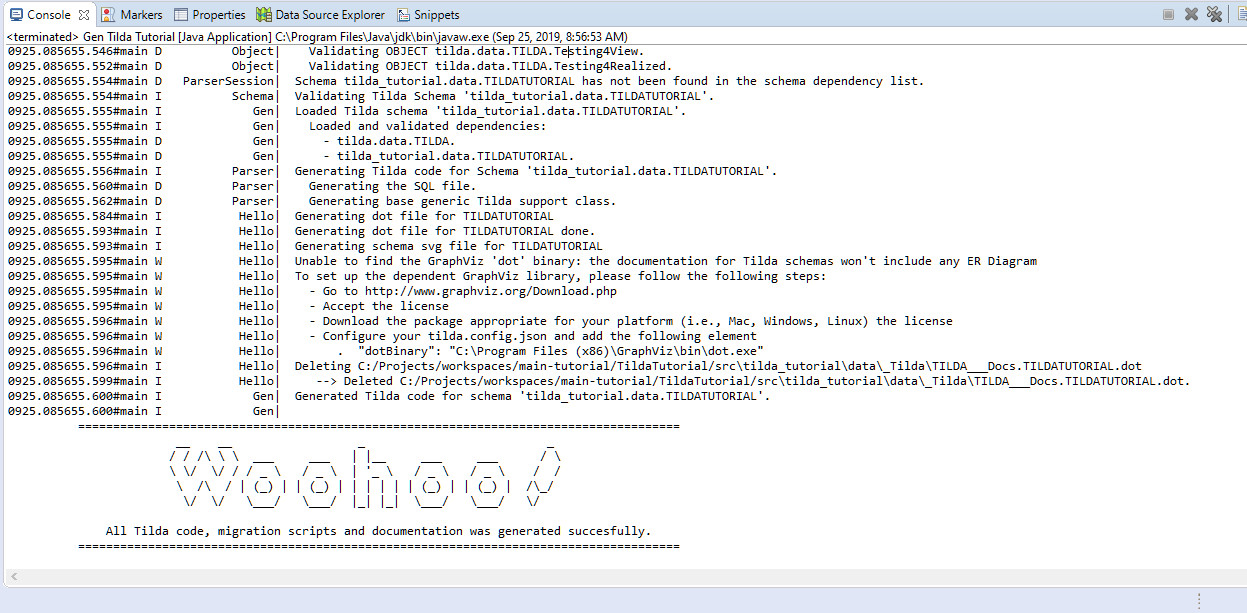 Console Markers Properties Data Source Explorer Snippets
<terminated> Gen Tilda Tutorial [Java Application] C:\Program Files\Java\jdk\bin\javaw.exe (Sep 25, 2019, 8:56:53 AM)
0925.085655.546#main D Object| Validating OBJECT tilda.data.TILDA.Testing4View.
0925.085655.552#main D Object| Validating OBJECT tilda.data.TILDA.Testing4Realized.
0925.085655.554#main D ParserSession| Schema tilda_tutorial.data.TILDATUTORIAL has not been found in the schema dependency list.
0925.085655.554#main I Schema| Validating Tilda Schema 'tilda_tutorial.data.TILDATUTORIAL'.
0925.085655.555#main I Gen| Loaded Tilda schema 'tilda_tutorial.data.TILDATUTORIAL'.
0925.085655.555#main D Gen| Loaded and validated dependencies:
0925.085655.555#main D Gen| - tilda.data.TILDA.
0925.085655.555#main D Gen| - tilda_tutorial.data.TILDATUTORIAL.
0925.085655.556#main I Parser| Generating Tilda code for Schema 'tilda_tutorial.data.TILDATUTORIAL'.
0925.085655.560#main D Parser| Generating the SQL file.
0925.085655.562#main D Parser| Generating base generic Tilda support class.
0925.085655.584#main I Hello| Generating dot file for TILDATUTORIAL
0925.085655.593#main I Hello| Generating dot file for TILDATUTORIAL done.
0925.085655.593#main I Hello| Generating schema svg file for TILDATUTORIAL
0925.085655.595#main W Hello| Unable to find the GraphViz 'dot' binary: the documentation for Tilda schemas won't include any ER Diagram
0925.085655.595#main W Hello| To set up the dependent GraphViz library, please follow the following steps:
0925.085655.595#main W Hello| - Go to http://www.graphviz.org/Download.php
0925.085655.595#main W Hello| - Accept the license
0925.085655.596#main W Hello| - Download the package appropriate for your platform (i.e., Mac, Windows, Linux) the license
0925.085655.596#main W Hello| - Configure your tilda.config.json and add the following element
0925.085655.596#main W Hello| . "dotBinary": "C:\Program Files (x86)\GraphViz\bin\dot.exe"
0925.085655.596#main I Hello| Deleting C:/Projects/workspaces/main-tutorial/TildaTutorial/src\tilda_tutorial\data\_Tilda\TILDA___Docs.TILDATUTORIAL.dot
0925.085655.599#main I Hello| --> Deleted C:/Projects/workspaces/main-tutorial/TildaTutorial/src\tilda_tutorial\data\_Tilda\TILDA___Docs.TILDATUTORIAL.dot.
0925.085655.600#main I Gen| Generated Tilda code for schema 'tilda_tutorial.data.TILDATUTORIAL'.
0925.085655.600#main I Gen|
======================================================================================
Woohoo!
All Tilda code, migration scripts and documentation was generated succesfully.
======================================================================================